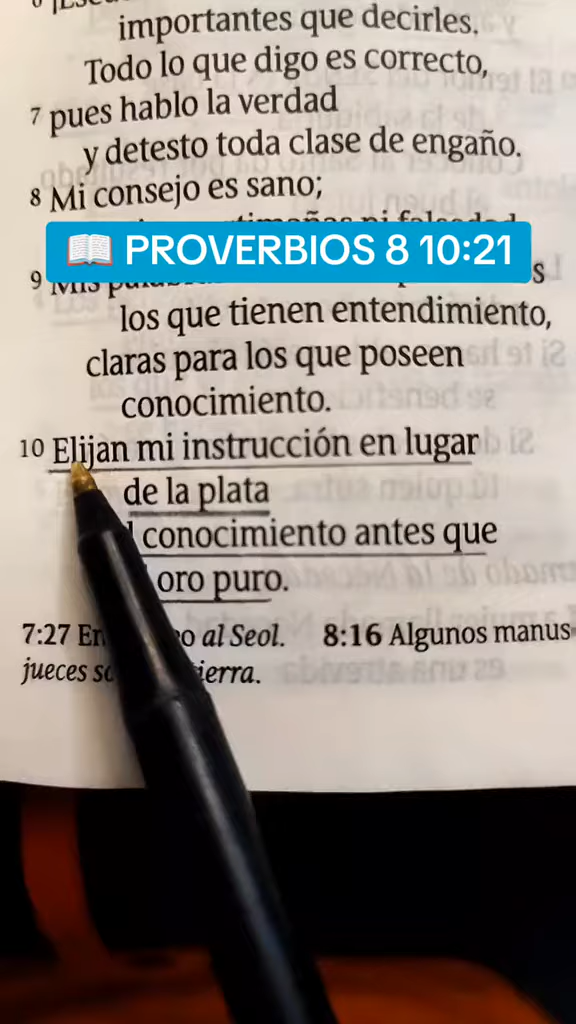 importantes que decirles.
Todo lo que digo es correcto,
7 pues hablo la verdad
y detesto toda clase de engaño.
8 Mi consejo es sano;
📖 PROVERBIOS 8 10:21
9 Mis
los que tienen entendimiento,
claras para los que poseen
conocimiento.
10 Elijan mi instrucción en lugar
de la plata
conocimiento antes que
oro puro.
7:27 al Seol. 8:16 Algunos manus-
jueces